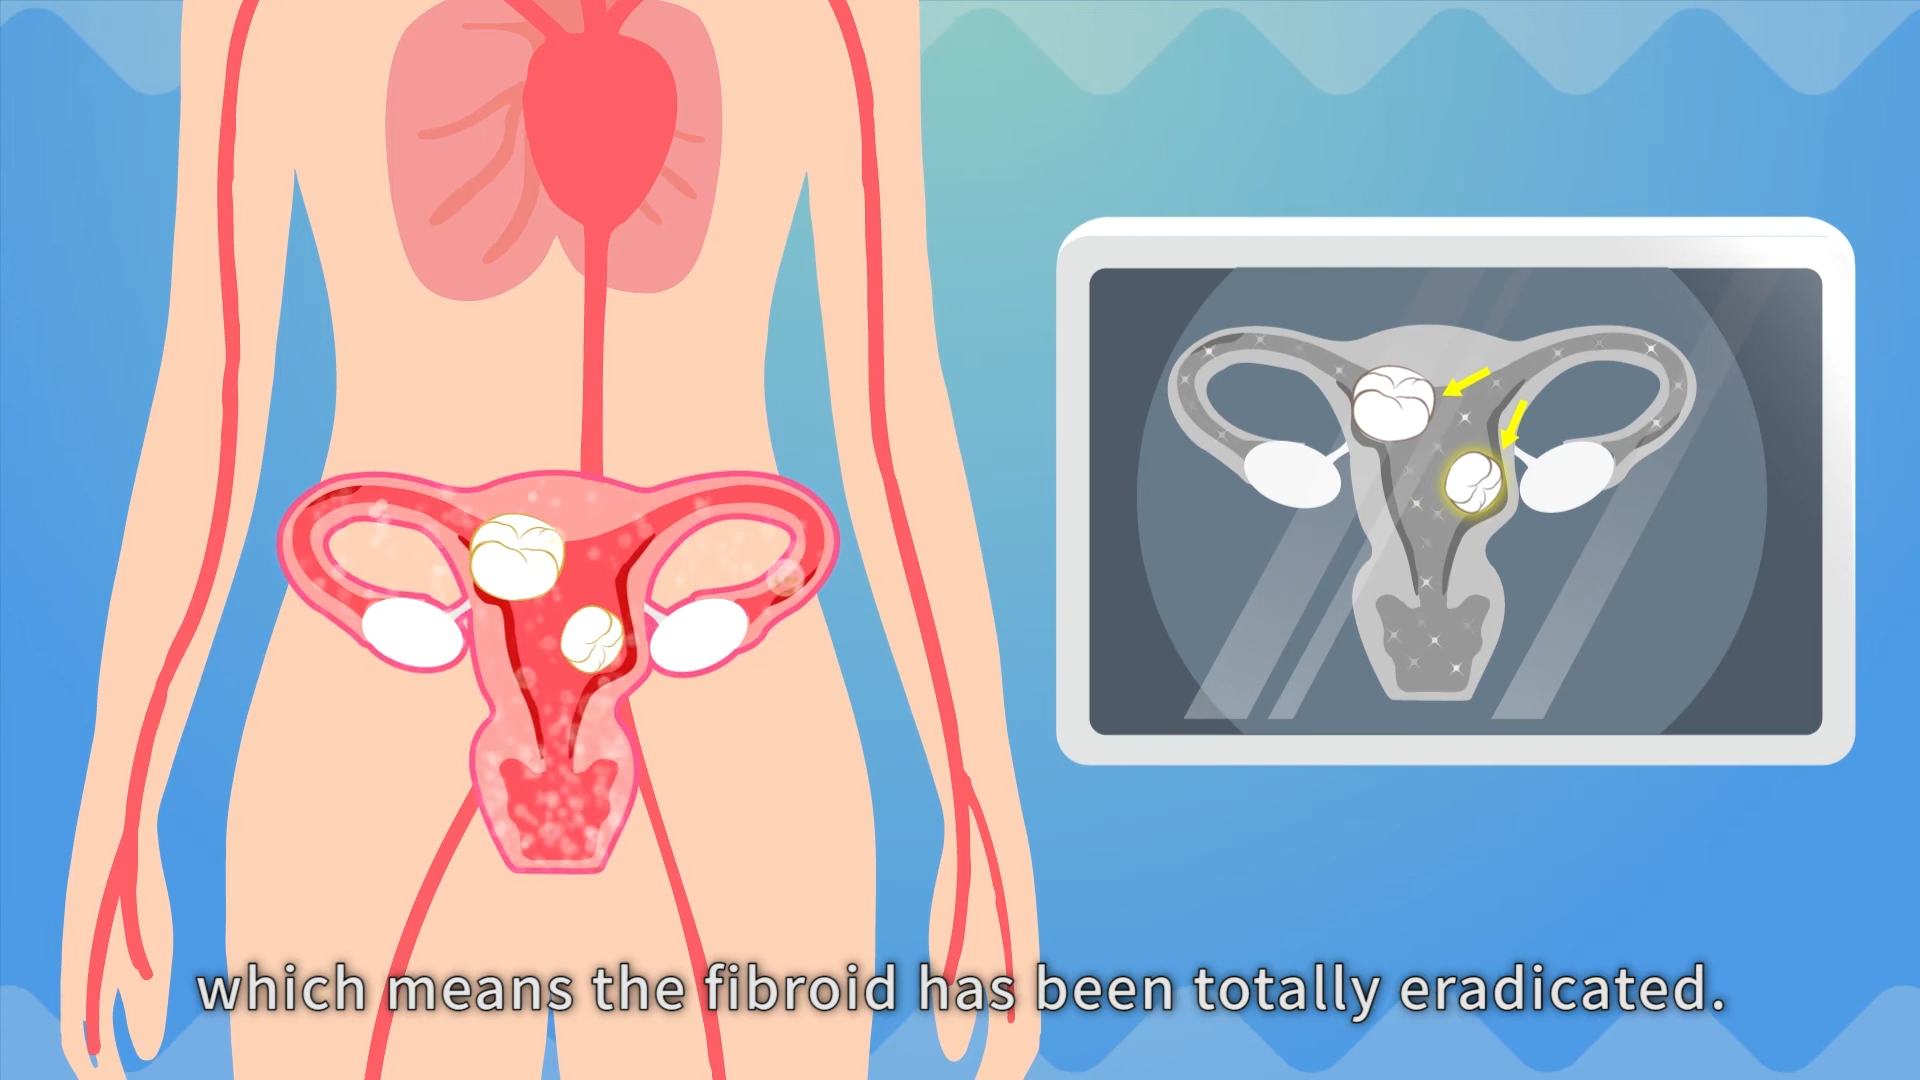 which means the fibroid has been totally eradicated.